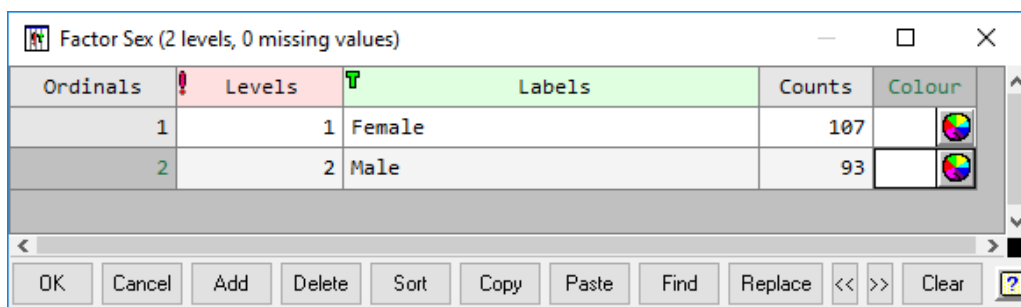 Factor Sex (2 levels, 0 missing values)
Ordinals ! Levels T Labels Counts Colour
1 1 Female 107
2 2 Male 93
OK Cancel Add Delete Sort Copy Paste Find Replace << >> Clear ?